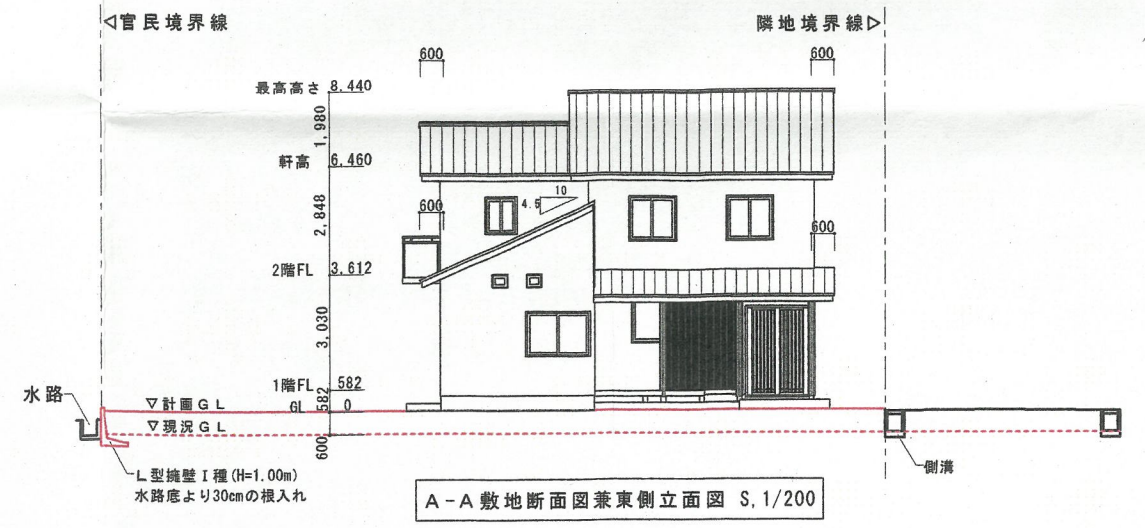 ◁官民境界線
隣地境界線▷
600
600
最高高さ 8.440
1,980
軒高 6,460
10
4.5
600
2,848
600
2階FL 3.612
3,030
1階FL 582
水路
▽計画GL
GL 0
582
▽現況GL
600
側溝
L型擁壁Ⅰ種(H=1.00m)
水路底より30cmの根入れ
A-A敷地断面図兼東側立面図 S,1/200